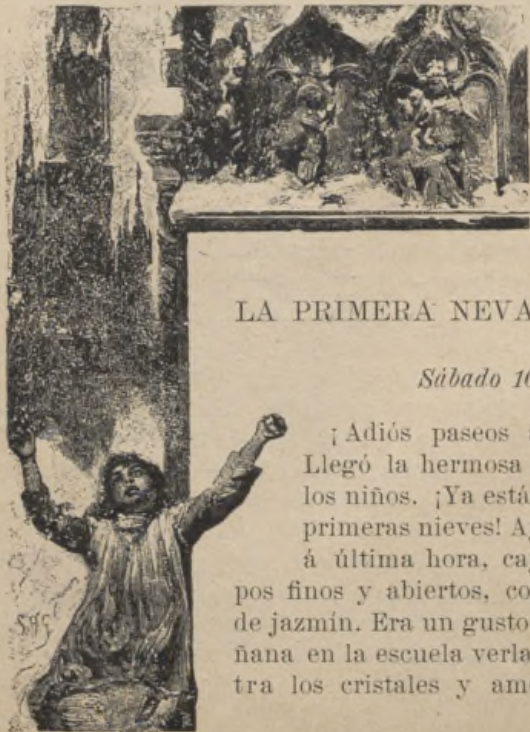 LA PRIMERA NEVA
Sábado 10
¡Adiós paseos
Llegó la hermosa
los niños. ¡Ya está
primeras nieves! A
á última hora, ca
pos finos y abiertos, co
de jazmín. Era un gusto
ñana en la escuela verla
tra los cristales y am